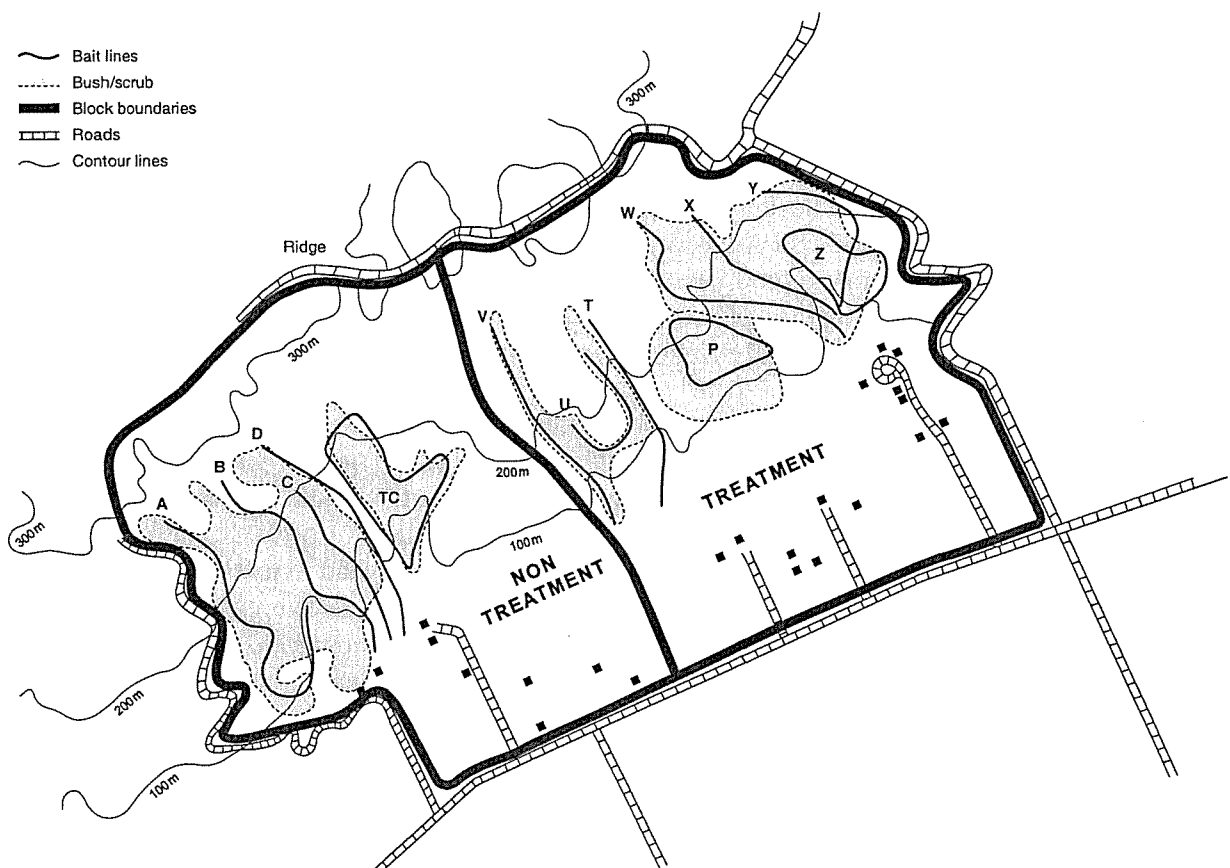 Bait lines
Bush/scrub
Block boundaries
Roads
Contour lines
300m
Ridge
Y
X
W
Z
300m
V
T
P
U
D
B
C
A
TC
200m
TREATMENT
300m
100m
NON
TREATMENT
200m
100m